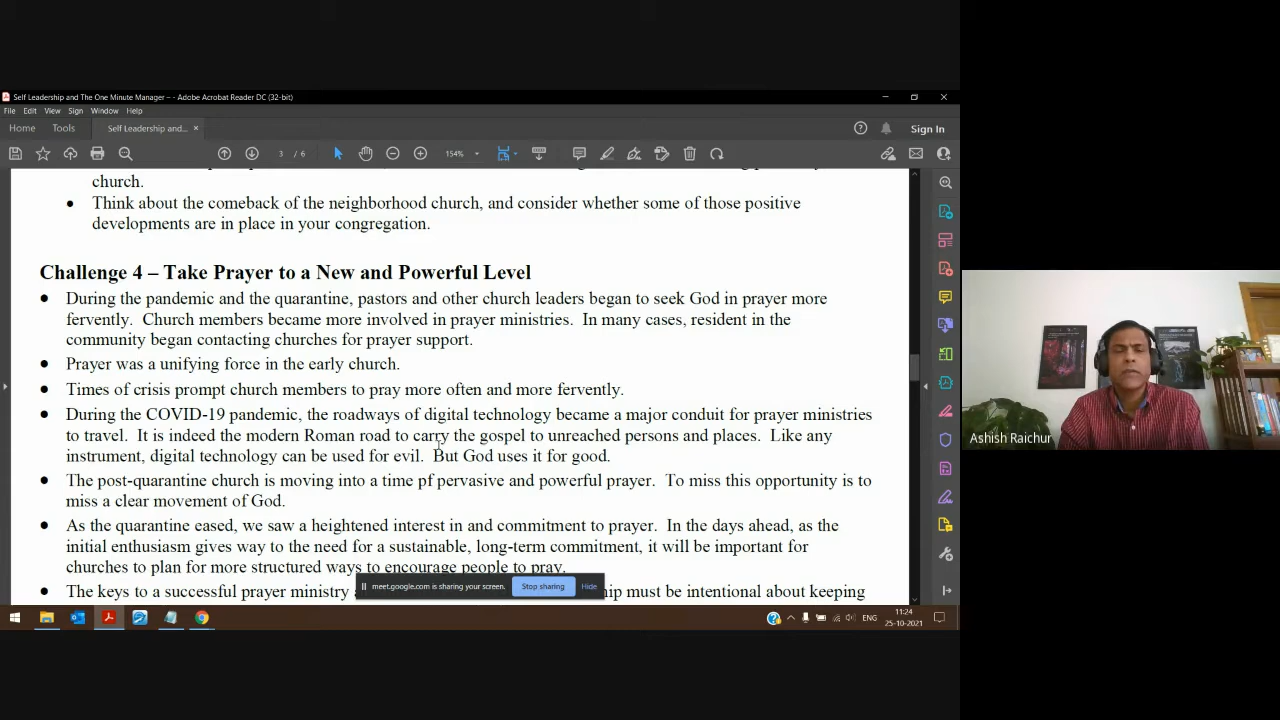 Self Leadership and The One Minute Manager – - Adobe Acrobat Reader DC (32-bit)
File Edit View Sign Window Help
Home Tools Self Leadership and... × Sign In
3 / 6 154%
church.
• Think about the comeback of the neighborhood church, and consider whether some of those positive
developments are in place in your congregation.
Challenge 4 – Take Prayer to a New and Powerful Level
• During the pandemic and the quarantine, pastors and other church leaders began to seek God in prayer more
fervently. Church members became more involved in prayer ministries. In many cases, resident in the
community began contacting churches for prayer support.
• Prayer was a unifying force in the early church.
• Times of crisis prompt church members to pray more often and more fervently.
• During the COVID-19 pandemic, the roadways of digital technology became a major conduit for prayer ministries
to travel. It is indeed the modern Roman road to carry the gospel to unreached persons and places. Like any
instrument, digital technology can be used for evil. But God uses it for good.
• The post-quarantine church is moving into a time pf pervasive and powerful prayer. To miss this opportunity is to
miss a clear movement of God.
• As the quarantine eased, we saw a heightened interest in and commitment to prayer. In the days ahead, as the
initial enthusiasm gives way to the need for a sustainable, long-term commitment, it will be important for
churches to plan for more structured ways to encourage people to pray.
• The keys to a successful prayer ministry must be intentional about keeping
meet.google.com is sharing your screen. Stop sharing Hide
ENG
11:24
25-10-2021
Ashish Raichur